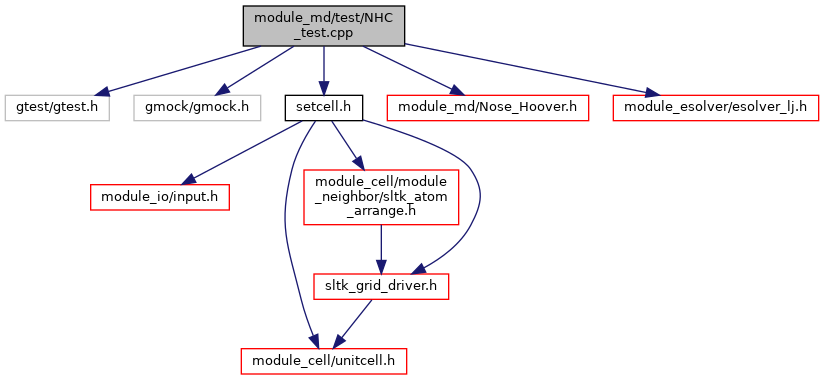 module_md/test/NHC
_test.cpp
gtest/gtest.h
gmock/gmock.h
setcell.h
module_md/Nose_Hoover.h
module_esolver/esolver_lj.h
module_io/input.h
module_cell/module
_neighbor/sltk_atom
_arrange.h
sltk_grid_driver.h
module_cell/unitcell.h